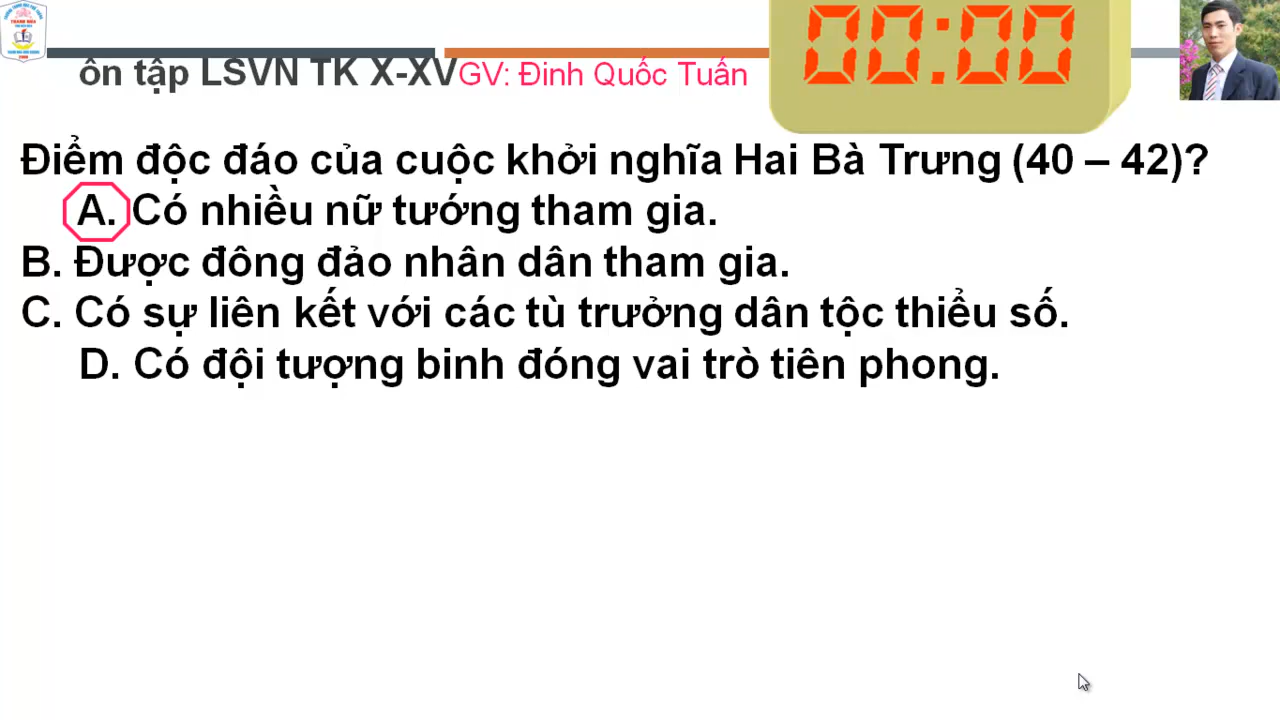 ôn tập LSVN TK X-XV GV: Đinh Quốc Tuấn
00:00
Điểm độc đáo của cuộc khởi nghĩa Hai Bà Trưng (40 – 42)?
A. Có nhiều nữ tướng tham gia.
B. Được đông đảo nhân dân tham gia.
C. Có sự liên kết với các tù trưởng dân tộc thiểu số.
D. Có đội tượng binh đóng vai trò tiên phong.